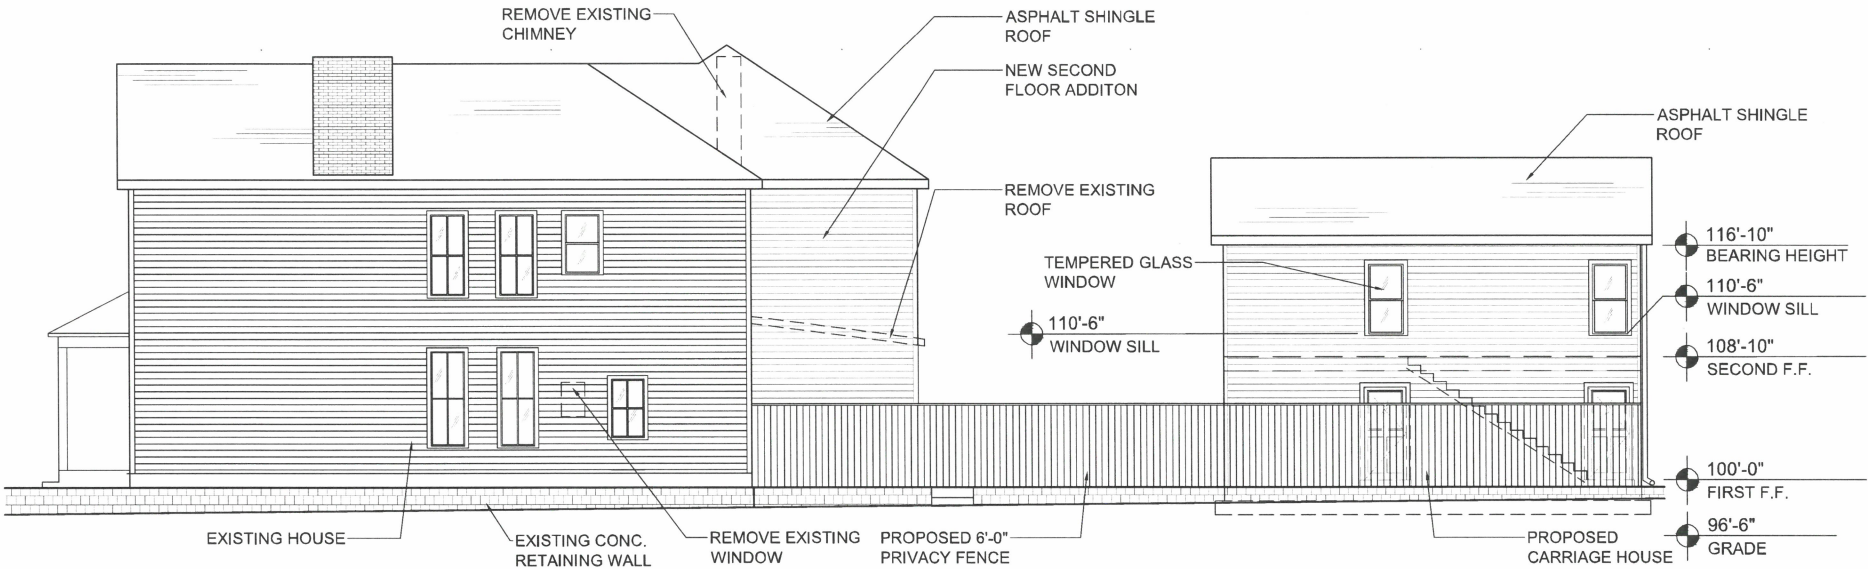 REMOVE EXISTING
CHIMNEY
ASPHALT SHINGLE
ROOF
NEW SECOND
FLOOR ADDITON
ASPHALT SHINGLE
ROOF
REMOVE EXISTING
ROOF
TEMPERED GLASS
WINDOW
116'-10"
BEARING HEIGHT
110'-6"
WINDOW SILL
110'-6"
WINDOW SILL
108'-10"
SECOND F.F.
100'-0"
FIRST F.F.
96'-6"
GRADE
EXISTING HOUSE
EXISTING CONC.
RETAINING WALL
REMOVE EXISTING
WINDOW
PROPOSED 6'-0"
PRIVACY FENCE
PROPOSED
CARRIAGE HOUSE